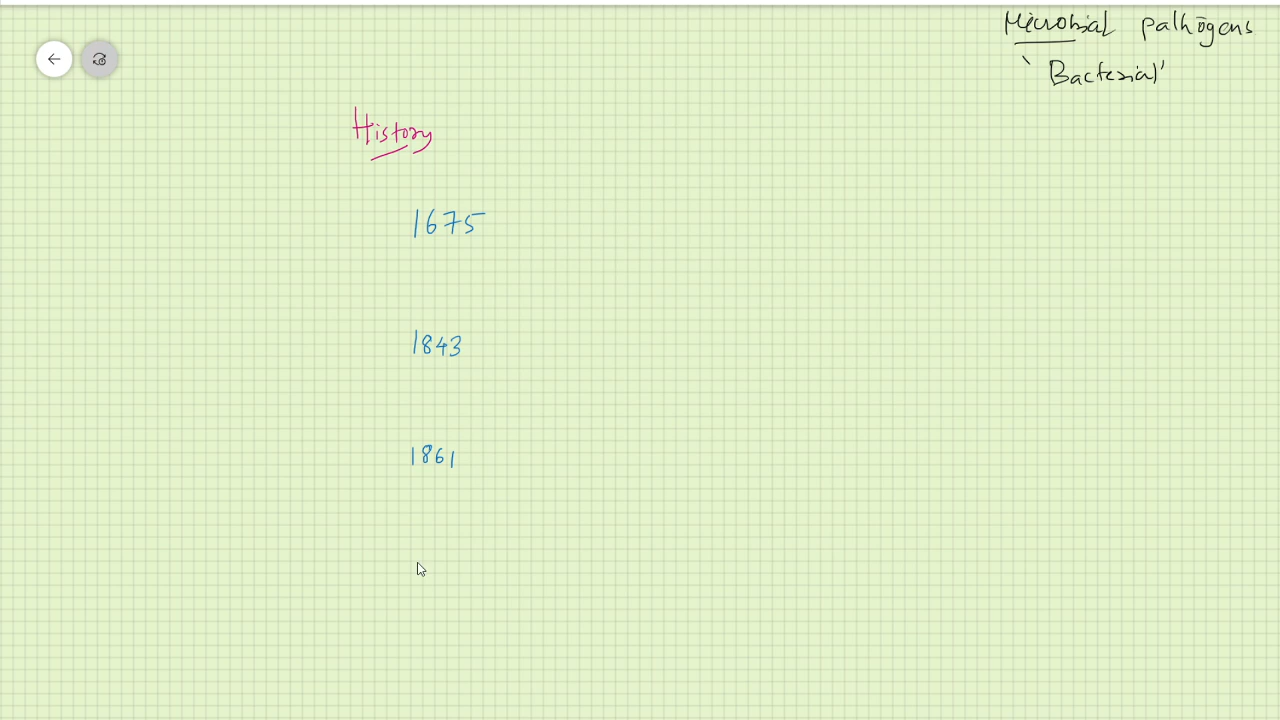 Microbial pathogens
'Bacterial'
History
1675
1843
1861